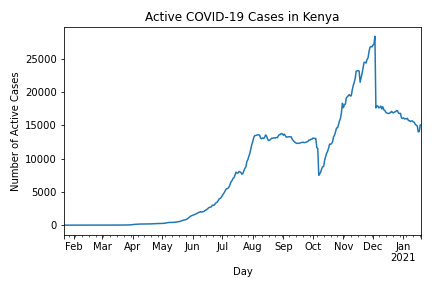 Active COVID-19 Cases in Kenya
Number of Active Cases
25000
20000
15000
10000
5000
0
Feb Mar Apr May Jun Jul Aug Sep Oct Nov Dec Jan
2021
Day